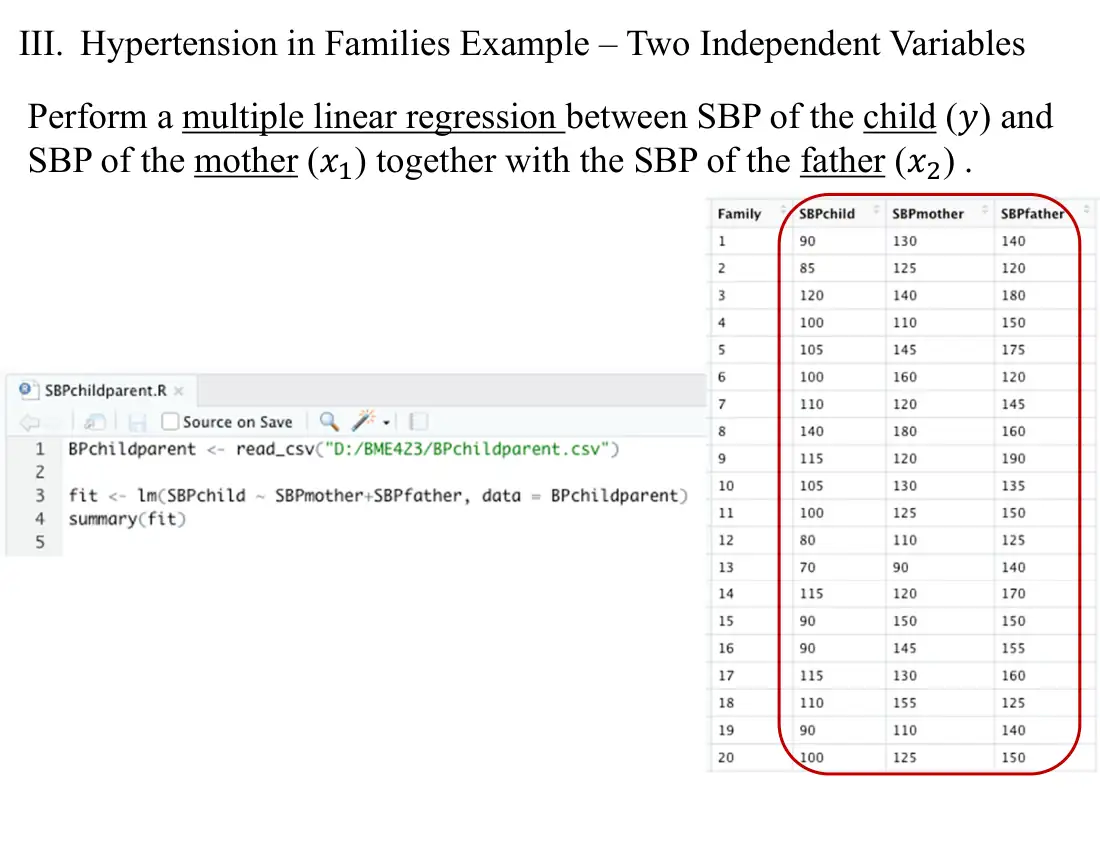 III. Hypertension in Families Example – Two Independent Variables
Perform a multiple linear regression between SBP of the child (y) and
SBP of the mother (x₁) together with the SBP of the father (x₂) .
Family SBPchild SBPmother SBPfather
1 90 130 140
2 85 125 120
3 120 140 180
4 100 110 150
5 105 145 175
6 100 160 120
7 110 120 145
8 140 180 160
9 115 120 190
10 105 130 135
11 100 125 150
12 80 110 125
13 70 90 140
14 115 120 170
15 90 150 150
16 90 145 155
17 115 130 160
18 110 155 125
19 90 110 140
20 100 125 150
SBPchildparent.R
Source on Save
1 BPchildparent <- read_csv("D:/BME423/BPchildparent.csv")
2
3 fit <- lm(SBPchild ~ SBPmother+SBPfather, data = BPchildparent)
4 summary(fit)
5